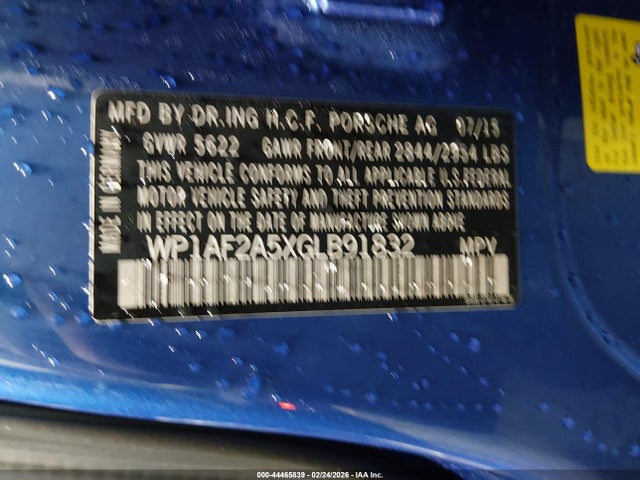 MFD BY DR.ING H.C.F. PORSCHE AG 07/15
GVWR 5622 GAWR FRONT/REAR 2844/2954 LBS
THIS VEHICLE CONFORMS TO ALL APPLICABLE U.S.FEDERAL
MOTOR VEHICLE SAFETY AND THEFT PREVENTION STANDARDS
IN EFFECT ON THE DATE OF MANUFACTURE SHOWN ABOVE
WP1AF2A5XGLB91832 MPV
MADE IN GERMANY
000-44465839 | 02/24/2026 | IAA Inc.